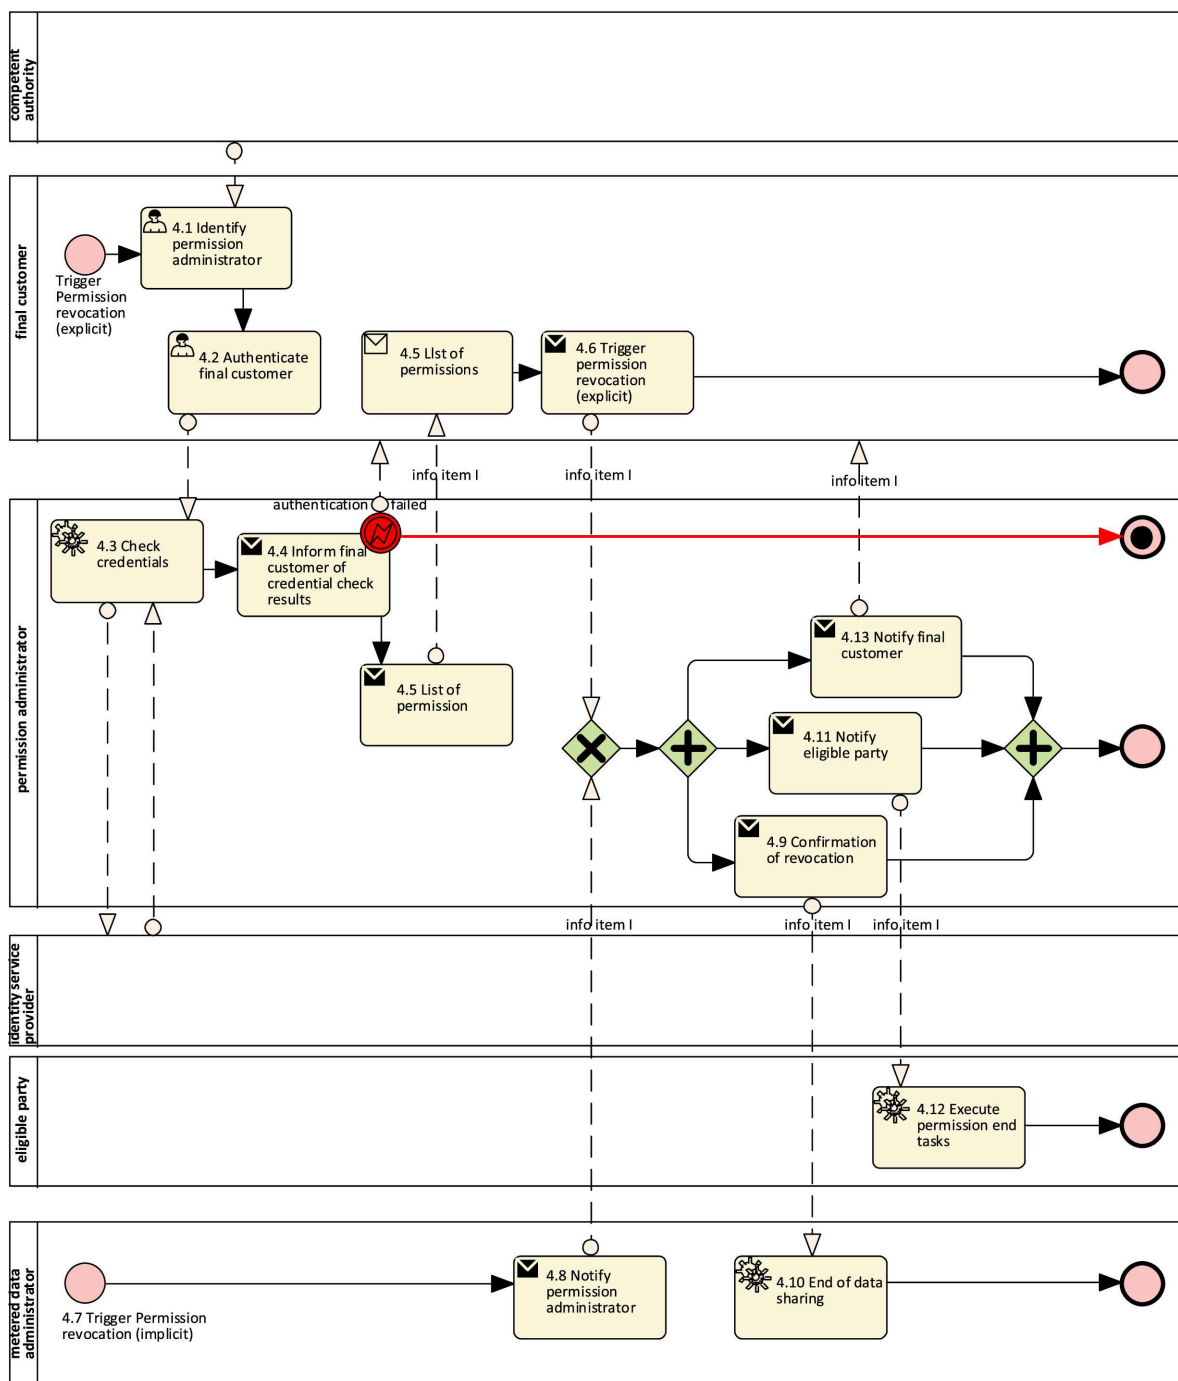 competent
authority
final customer
4.1 Identify
permission
administrator
Trigger
Permission
revocation
(explicit)
4.2 Authenticate
final customer
4.5 LIst of
permissions
4.6 Trigger
permission
revocation
(explicit)
info item I
info item I
info item I
permission administrator
authentication failed
4.3 Check
credentials
4.4 Inform final
customer of
credential check
results
4.5 List of
permission
4.13 Notify final
customer
4.11 Notify
eligible party
4.9 Confirmation
of revocation
info item I
info item I
info item I
identity service
provider
eligible party
4.12 Execute
permission end
tasks
metered data
administrator
4.7 Trigger Permission
revocation (implicit)
4.8 Notify
permission
administrator
4.10 End of data
sharing